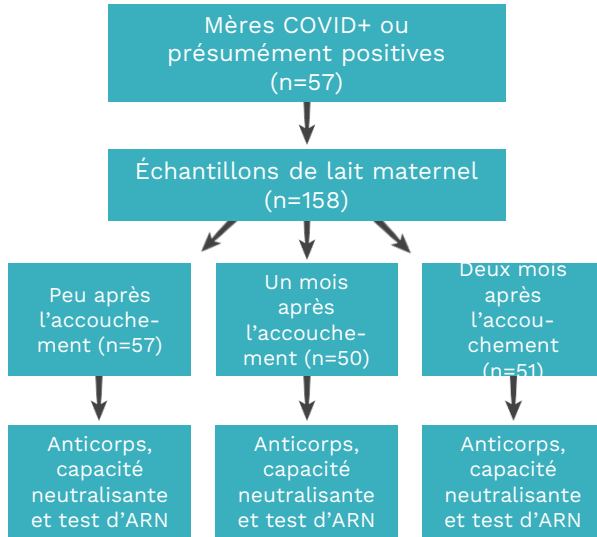 Mères COVID+ ou
présumément positives
(n=57)
Échantillons de lait maternel
(n=158)
Peu après
l’accouche-
ment (n=57)
Un mois
après
l’accouche-
ment (n=50)
Deux mois
après
l’accou-
chement
(n=51)
Anticorps,
capacité
neutralisante
et test d’ARN
Anticorps,
capacité
neutralisante
et test d’ARN
Anticorps,
capacité
neutralisante
et test d’ARN